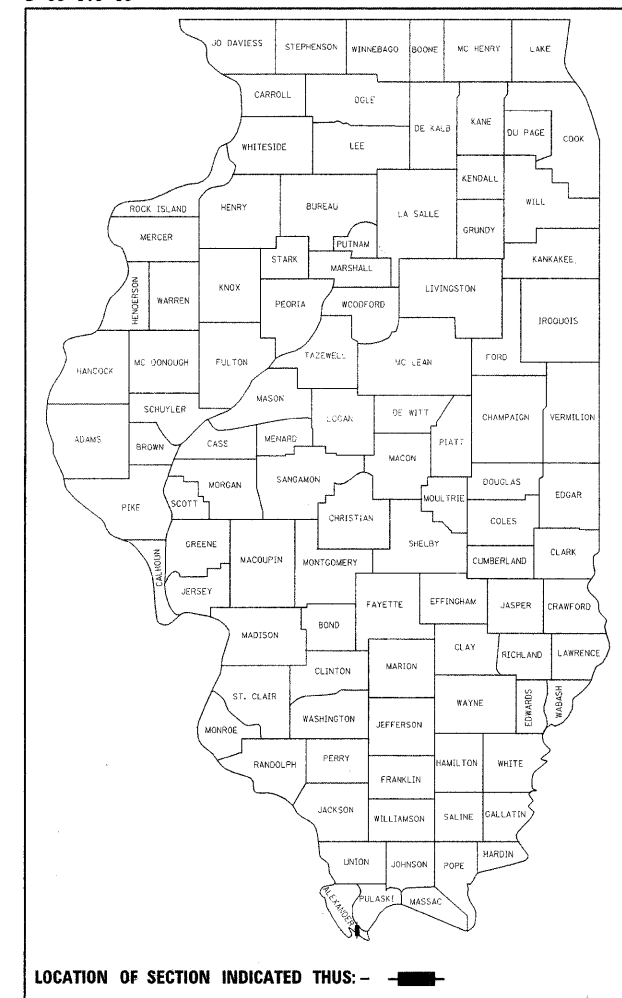 JO DAVIESS STEPHENSON WINNEBAGO BOONE MC HENRY LAKE
CARROLL OGLE DE KALB KANE DU PAGE COOK
WHITESIDE LEE
KENDALL WILL
ROCK ISLAND HENRY BUREAU LA SALLE
MERCER PUTNAM GRUNDY
STARK MARSHALL KANKAKEE
HENDERSON WARREN KNOX PEORIA WOODFORD LIVINGSTON
IROQUOIS
HANCOCK MC DONOUGH FULTON TAZEWELL MC LEAN FORD
MASON
SCHUYLER LOGAN DE WITT CHAMPAIGN VERMILION
ADAMS BROWN CASS MENARD PIATT
MACON
MORGAN SANGAMON DOUGLAS EDGAR
PIKE SCOTT MOULTRIE
CHRISTIAN COLES
GREENE MACOUPIN MONTGOMERY SHELBY CLARK
CALHOUN CUMBERLAND
JERSEY FAYETTE EFFINGHAM JASPER CRAWFORD
MADISON BOND
CLAY RICHLAND LAWRENCE
CLINTON MARION
ST. CLAIR WAYNE EDWARDS WABASH
WASHINGTON JEFFERSON
MONROE
RANDOLPH PERRY HAMILTON WHITE
FRANKLIN
JACKSON WILLIAMSON SALINE GALLATIN
UNION JOHNSON POPE HARDIN
ALEXANDER PULASKI MASSAC
LOCATION OF SECTION INDICATED THUS: –